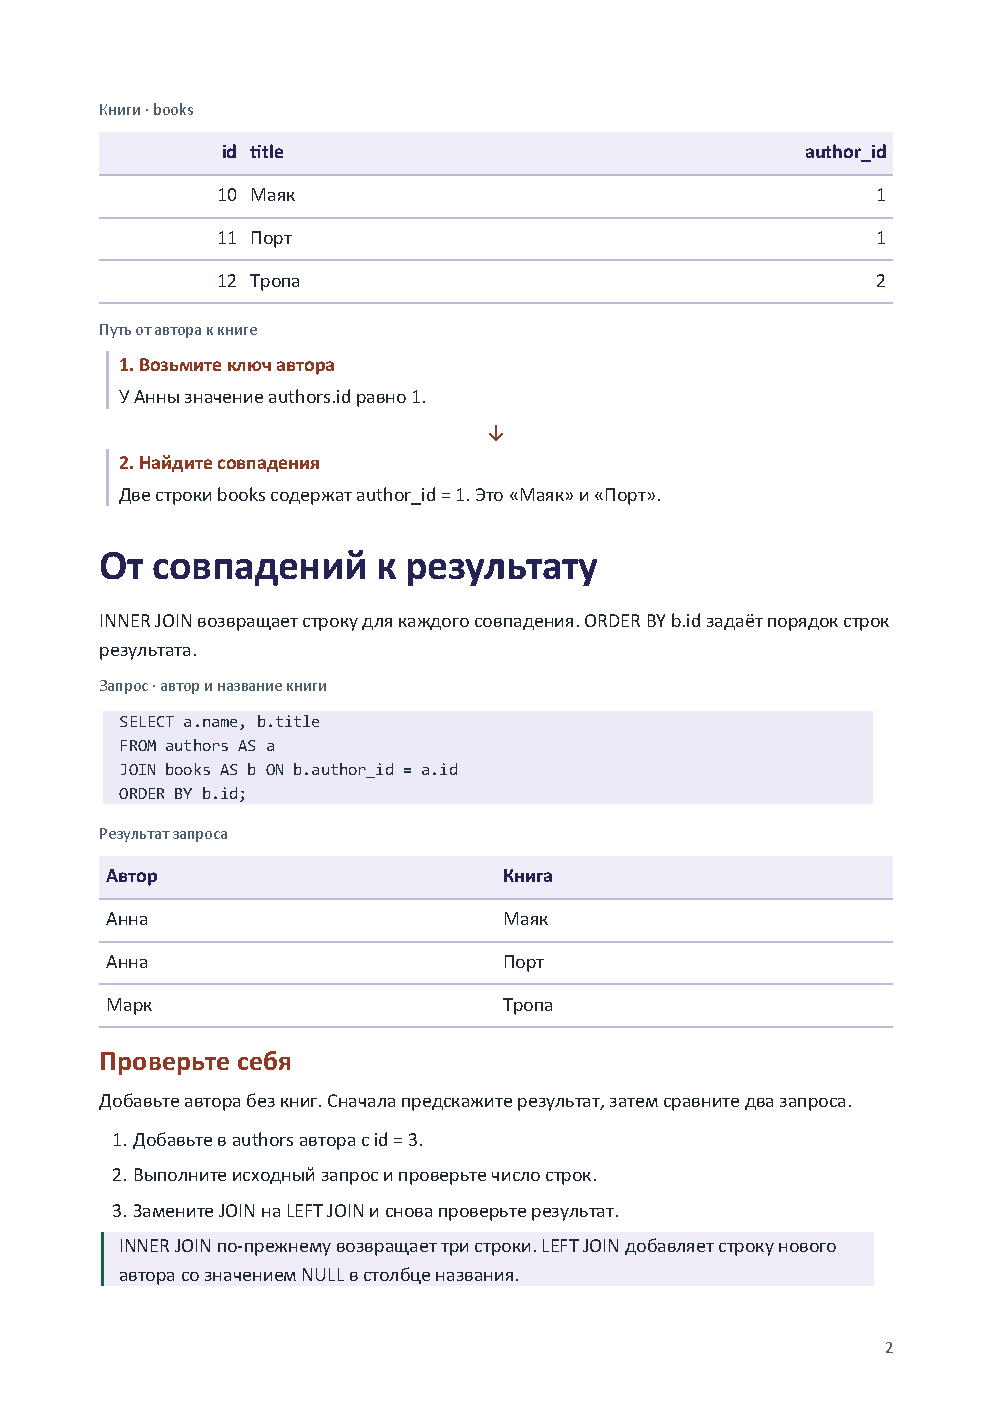 Книги · books
id title author_id
10 Маяк 1
11 Порт 1
12 Тропа 2
Путь от автора к книге
1. Возьмите ключ автора
У Анны значение authors.id равно 1.
↓
2. Найдите совпадения
Две строки books содержат author_id = 1. Это «Маяк» и «Порт».
От совпадений к результату
INNER JOIN возвращает строку для каждого совпадения. ORDER BY b.id задаёт порядок строк
результата.
Запрос · автор и название книги
SELECT a.name, b.title
FROM authors AS a
JOIN books AS b ON b.author_id = a.id
ORDER BY b.id;
Результат запроса
Автор Книга
Анна Маяк
Анна Порт
Марк Тропа
Проверьте себя
Добавьте автора без книг. Сначала предскажите результат, затем сравните два запроса.
1. Добавьте в authors автора с id = 3.
2. Выполните исходный запрос и проверьте число строк.
3. Замените JOIN на LEFT JOIN и снова проверьте результат.
INNER JOIN по-прежнему возвращает три строки. LEFT JOIN добавляет строку нового
автора со значением NULL в столбце названия.
2